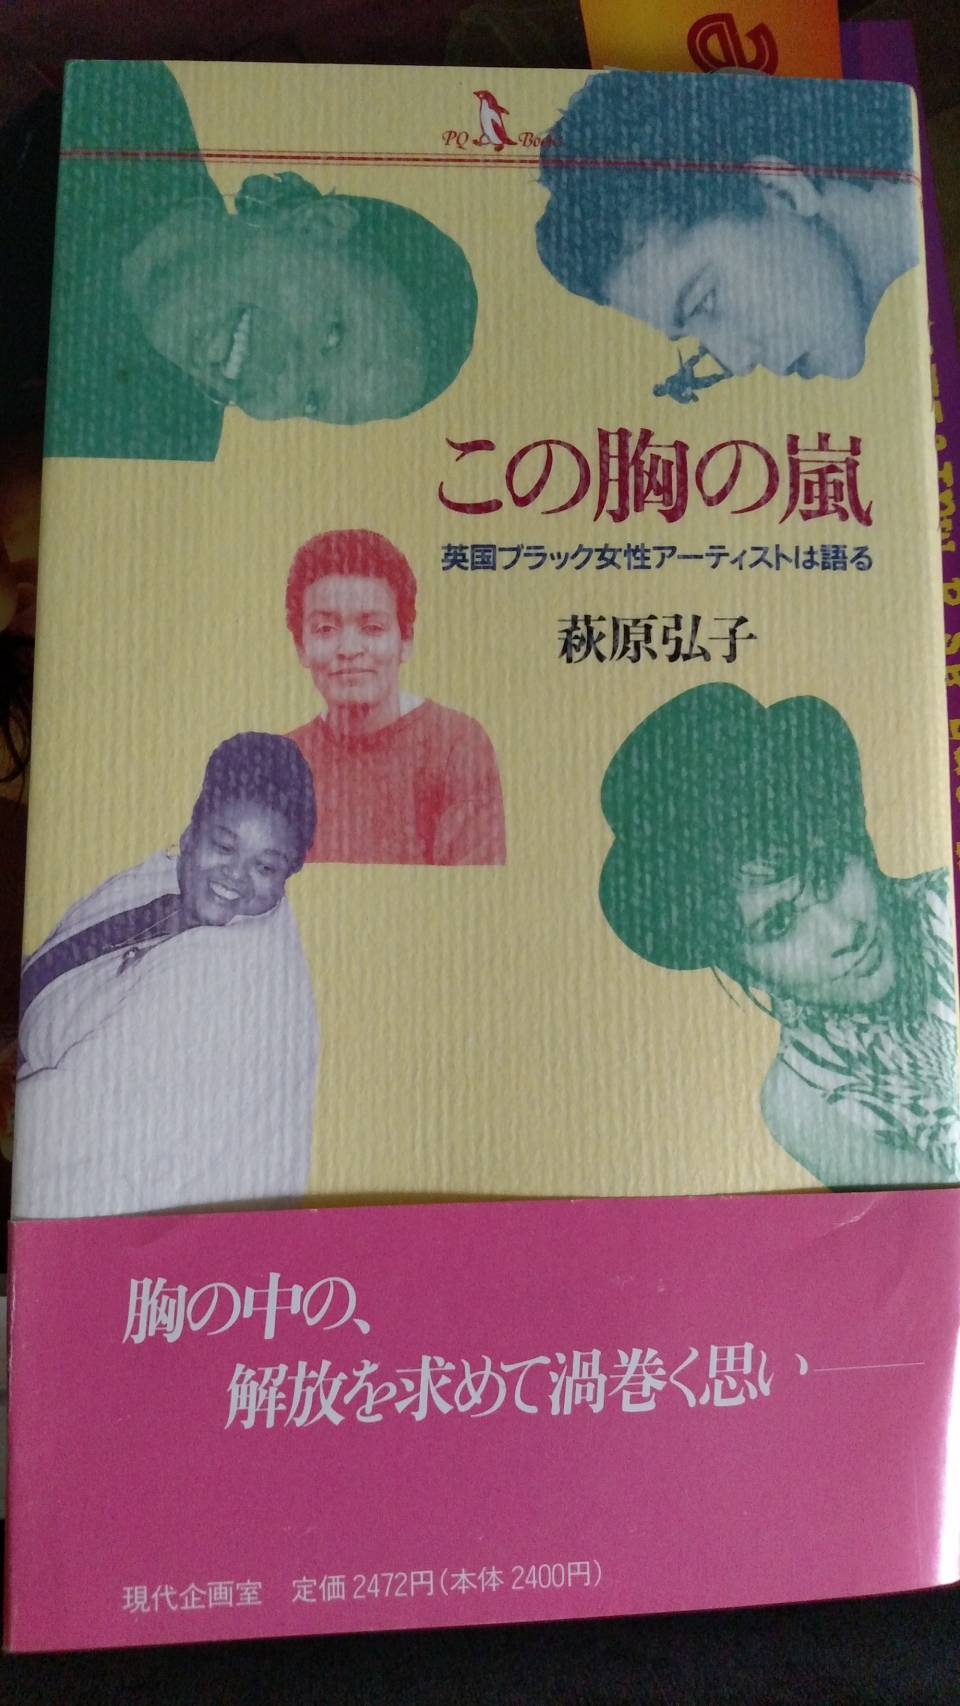 PQ Books
この胸の嵐
英国ブラック女性アーティストは語る
萩原弘子
胸の中の、
解放を求めて渦巻く思い——
現代企画室 定価2472円(本体 2400円)